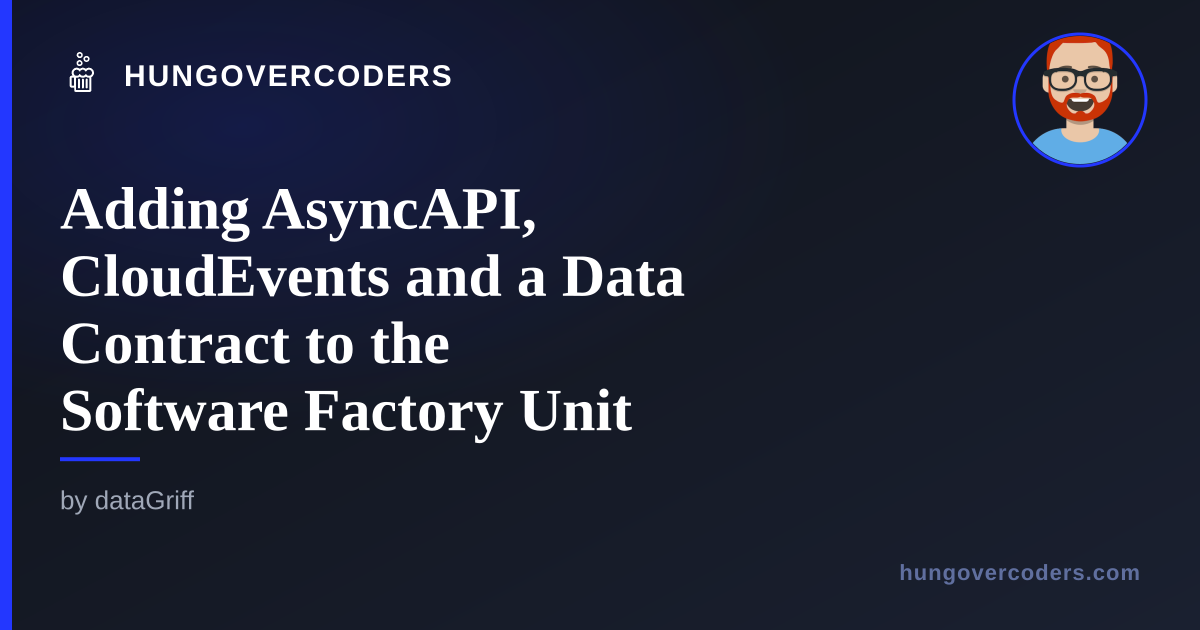 HUNGOVERCODERS
Adding AsyncAPI,
CloudEvents and a Data
Contract to the
Software Factory Unit
by dataGriff
hungovercoders.com